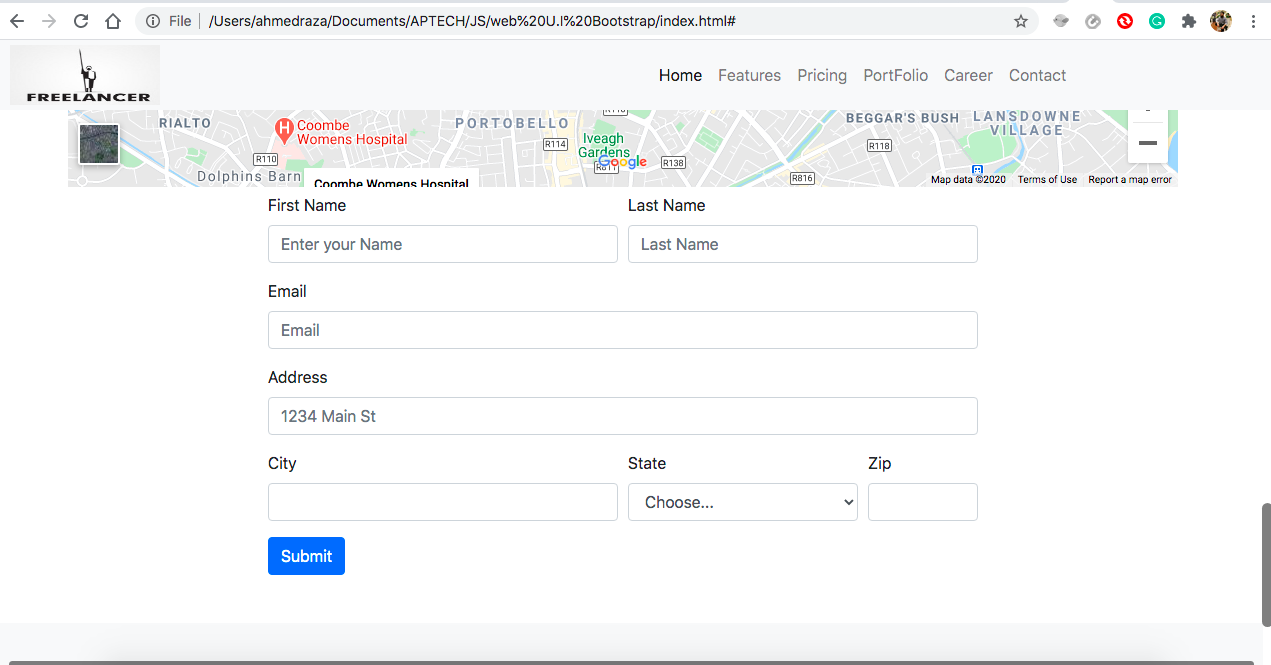 File /Users/ahmedraza/Documents/APTECH/JS/web%20U.I%20Bootstrap/index.html#
FREELANCER
Home Features Pricing PortFolio Career Contact
RIALTO
Coombe
Womens Hospital
PORTOBELLO
BEGGAR'S BUSH
LANSDOWNE
VILLAGE
R110
R114
Iveagh
Gardens
R118
Google
R138
R811
Dolphins Barn
R816
Coombe Womens Hospital
Map data ©2020 Terms of Use Report a map error
First Name Last Name
Enter your Name Last Name
Email
Email
Address
1234 Main St
City State Zip
Choose...
Submit